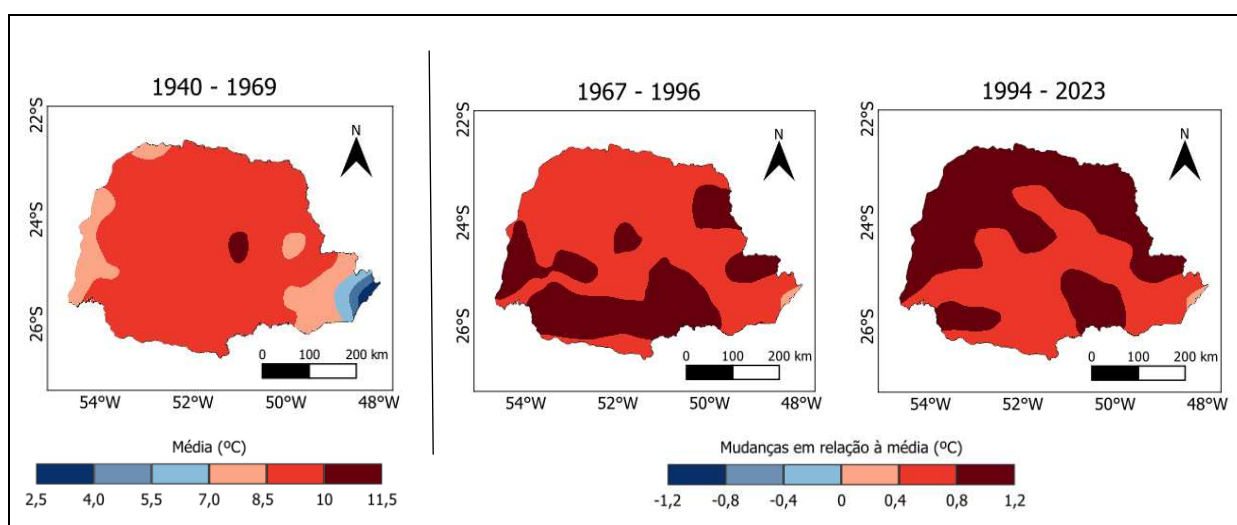 1940 - 1969
1967 - 1996
1994 - 2023
22°S
24°S
26°S
N
0 100 200 km
54°W 52°W 50°W 48°W
22°S
24°S
26°S
N
0 100 200 km
54°W 52°W 50°W 48°W
22°S
24°S
26°S
N
0 100 200 km
54°W 52°W 50°W 48°W
Média (ºC)
2,5 4,0 5,5 7,0 8,5 10 11,5
Mudanças em relação à média (ºC)
-1,2 -0,8 -0,4 0 0,4 0,8 1,2